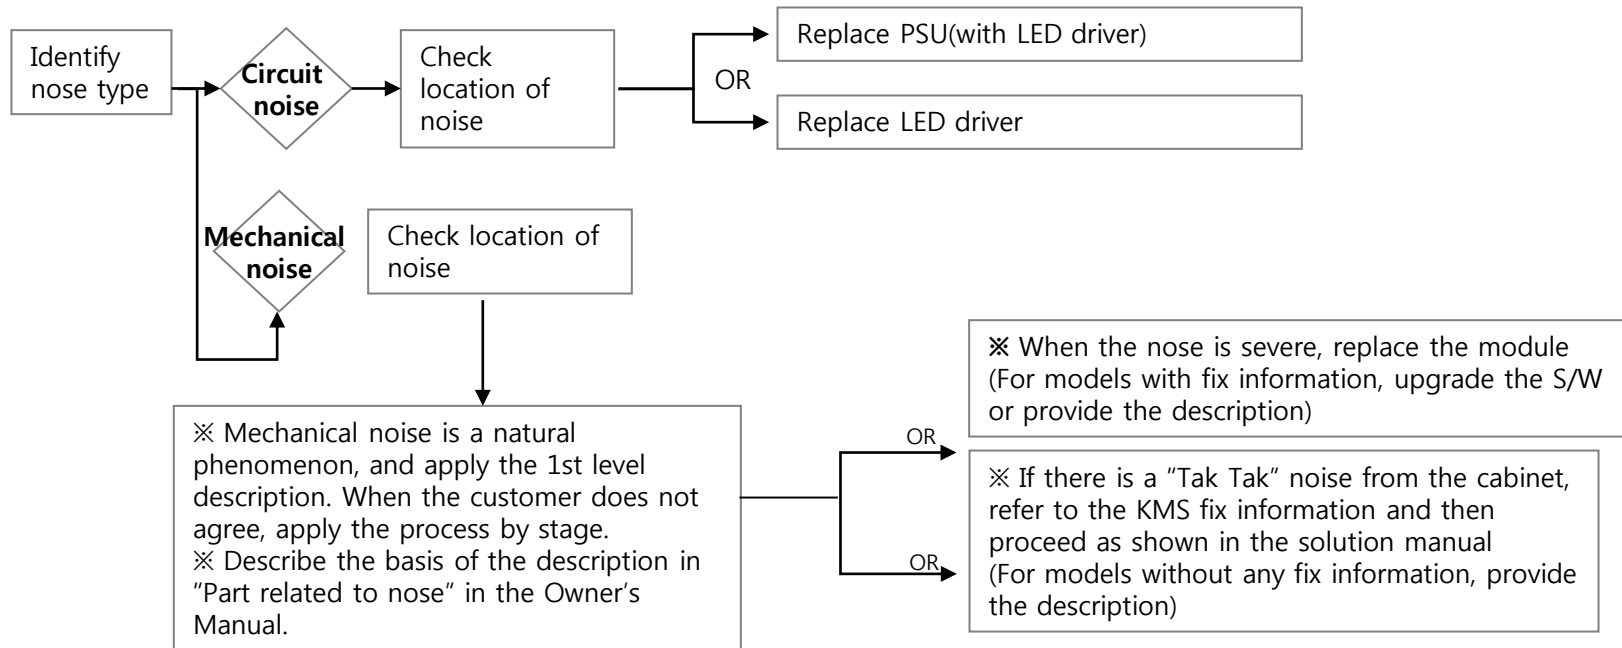 Identify
nose type
Circuit
noise
Check
location of
noise
Replace PSU(with LED driver)
OR
Replace LED driver
Mechanical
noise
Check location of
noise
※ Mechanical noise is a natural
phenomenon, and apply the 1st level
description. When the customer does not
agree, apply the process by stage.
※ Describe the basis of the description in
"Part related to nose" in the Owner's
Manual.
OR
※ When the nose is severe, replace the module
(For models with fix information, upgrade the S/W
or provide the description)
OR
※ If there is a "Tak Tak" noise from the cabinet,
refer to the KMS fix information and then
proceed as shown in the solution manual
(For models without any fix information, provide
the description)